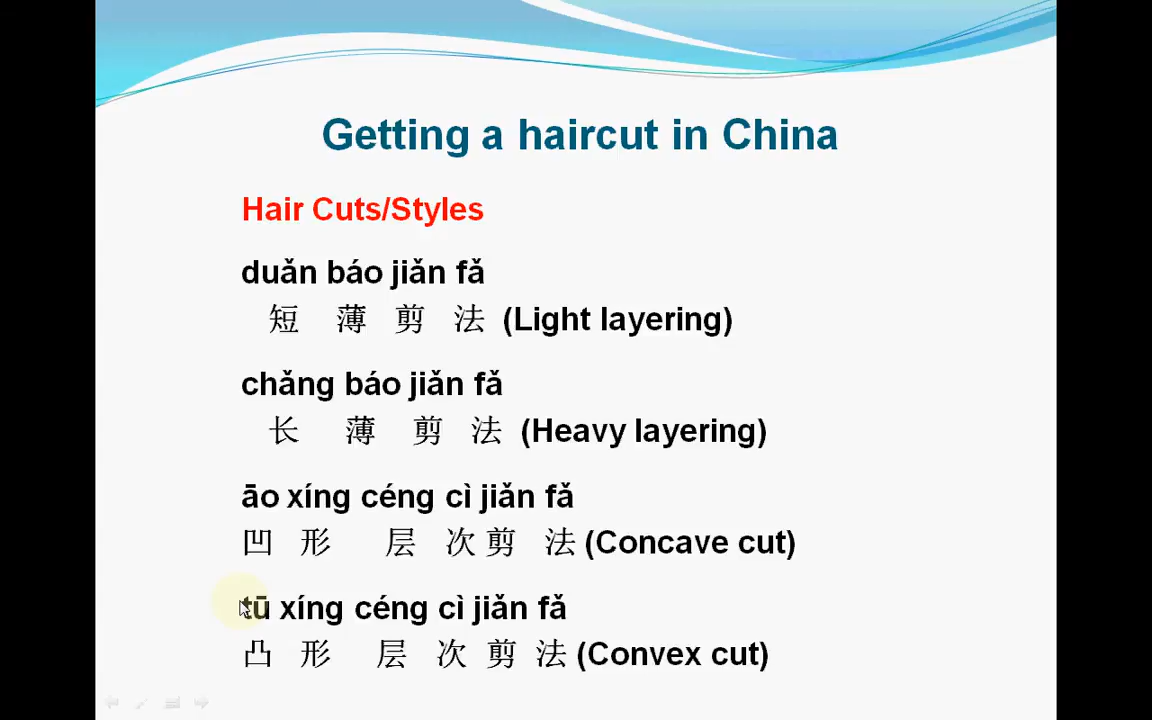 Getting a haircut in China
Hair Cuts/Styles
duǎn báo jiǎn fǎ
短 薄 剪 法 (Light layering)
chǎng báo jiǎn fǎ
长 薄 剪 法 (Heavy layering)
āo xíng céng cì jiǎn fǎ
凹 形 层 次 剪 法 (Concave cut)
tū xíng céng cì jiǎn fǎ
凸 形 层 次 剪 法 (Convex cut)